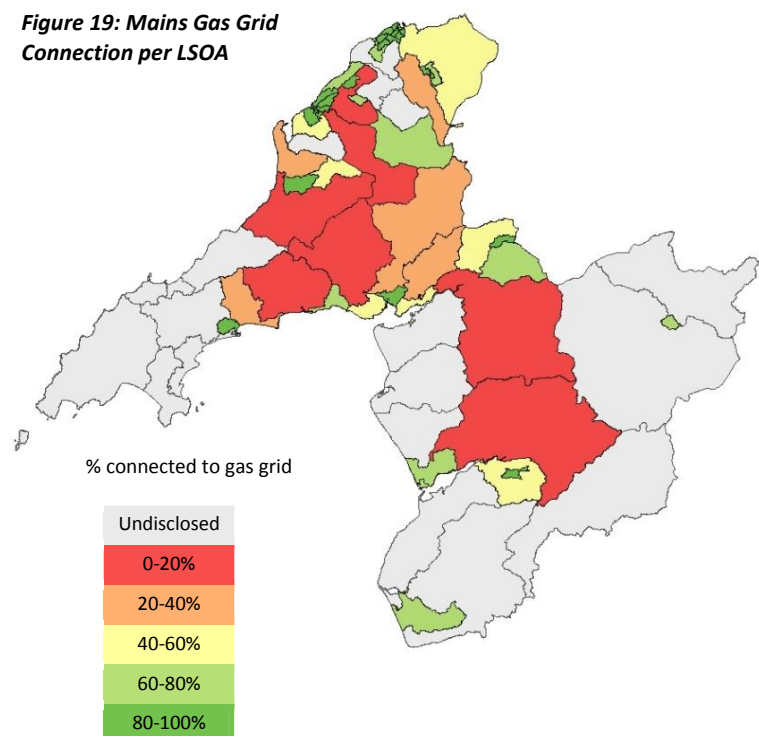 Figure 19: Mains Gas Grid
Connection per LSOA
% connected to gas grid
Undisclosed
0-20%
20-40%
40-60%
60-80%
80-100%